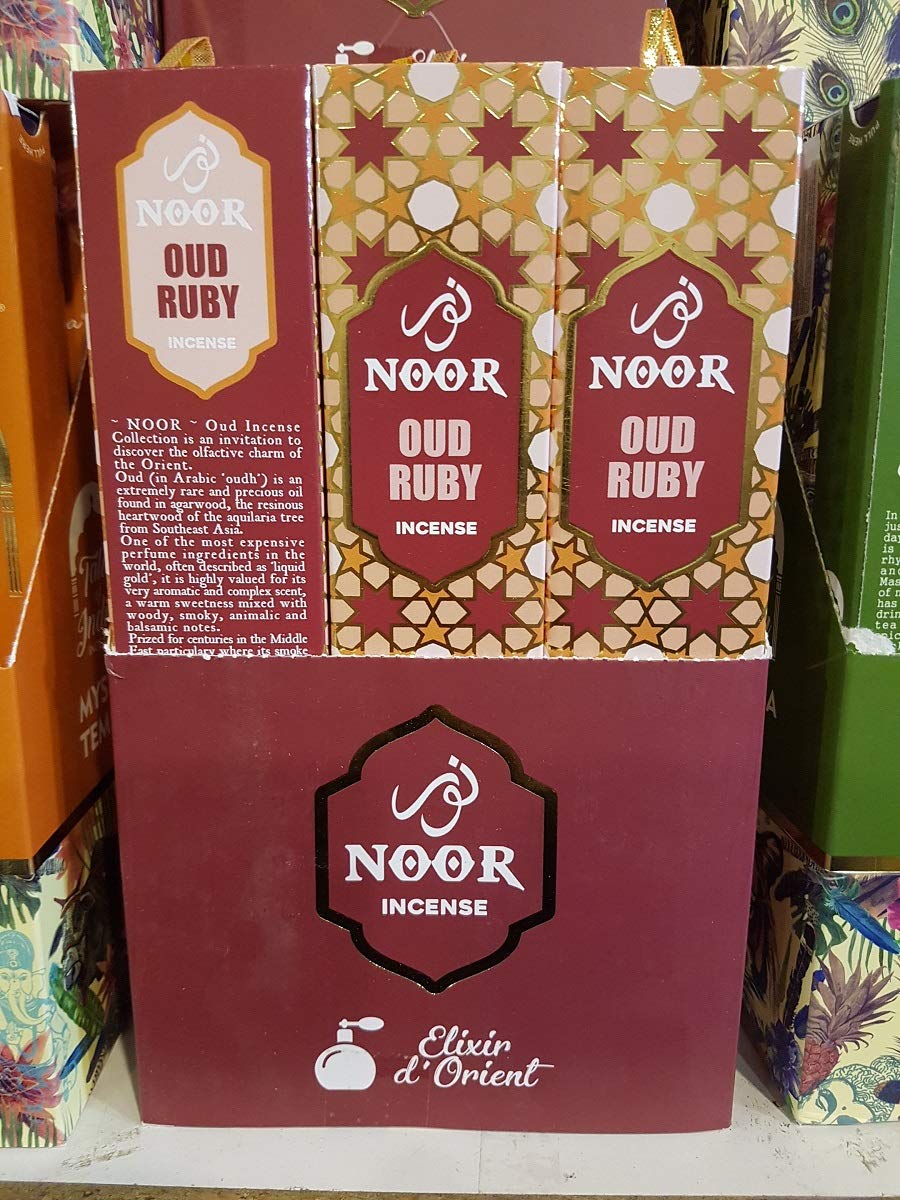 نور
NOOR
OUD
RUBY
INCENSE
~ NOOR ~ Oud Incense
Collection is an invitation to
discover the olfactive charm of
the Orient.
Oud (in Arabic 'oudh') is an
extremely rare and precious oil
found in agarwood, the resinous
heartwood of the aquilaria tree
from Southeast Asia.
One of the most expensive
perfume ingredients in the
world, often described as 'liquid
gold', it is highly valued for its
very aromatic and complex scent,
a warm sweetness mixed with
woody, smoky, animalic and
balsamic notes.
Prized for centuries in the Middle
East particulary where its smoke
نور
NOOR
OUD
RUBY
INCENSE
نور
NOOR
OUD
RUBY
INCENSE
نور
NOOR
INCENSE
Elixir
d'Orient